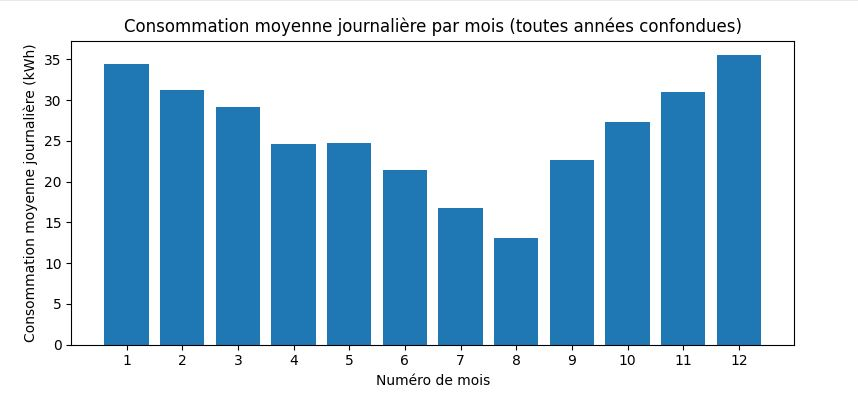 Consommation moyenne journalière par mois (toutes années confondues)
Consommation moyenne journalière (kWh)
35
30
25
20
15
10
5
0
1 2 3 4 5 6 7 8 9 10 11 12
Numéro de mois